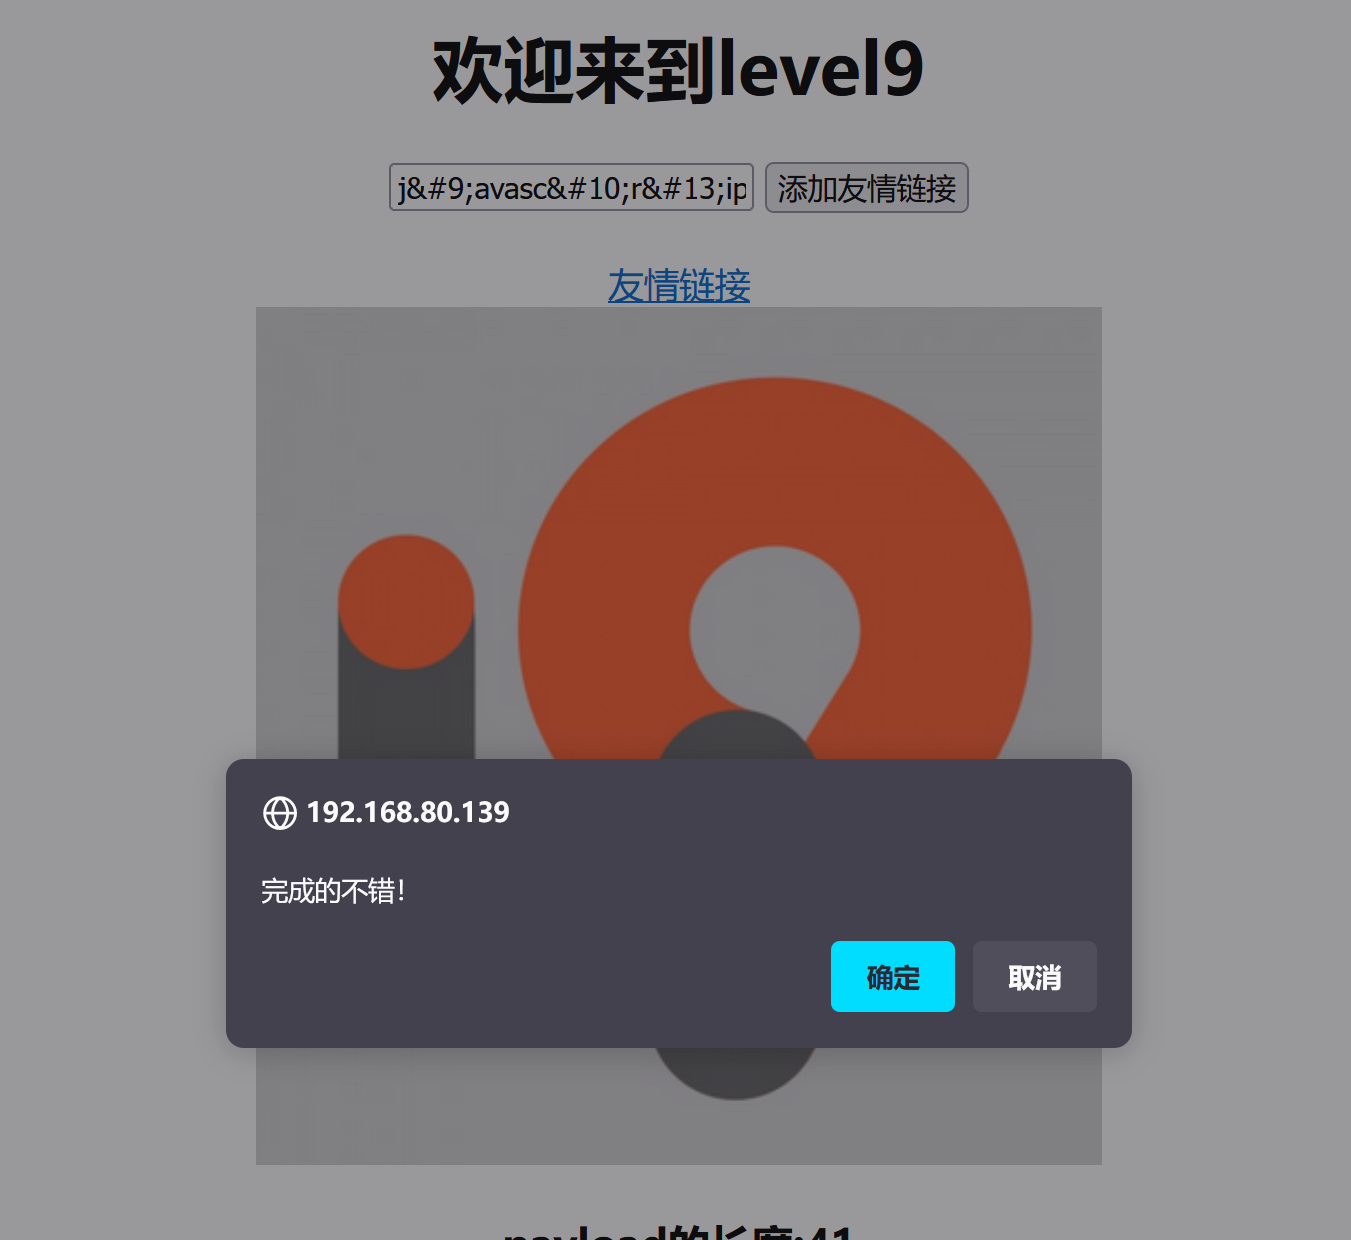 欢迎来到level9
j&#9;avasc&#10;r&#13;ip
添加友情链接
友情链接
192.168.80.139
完成的不错！
确定
取消
payload的长度:41